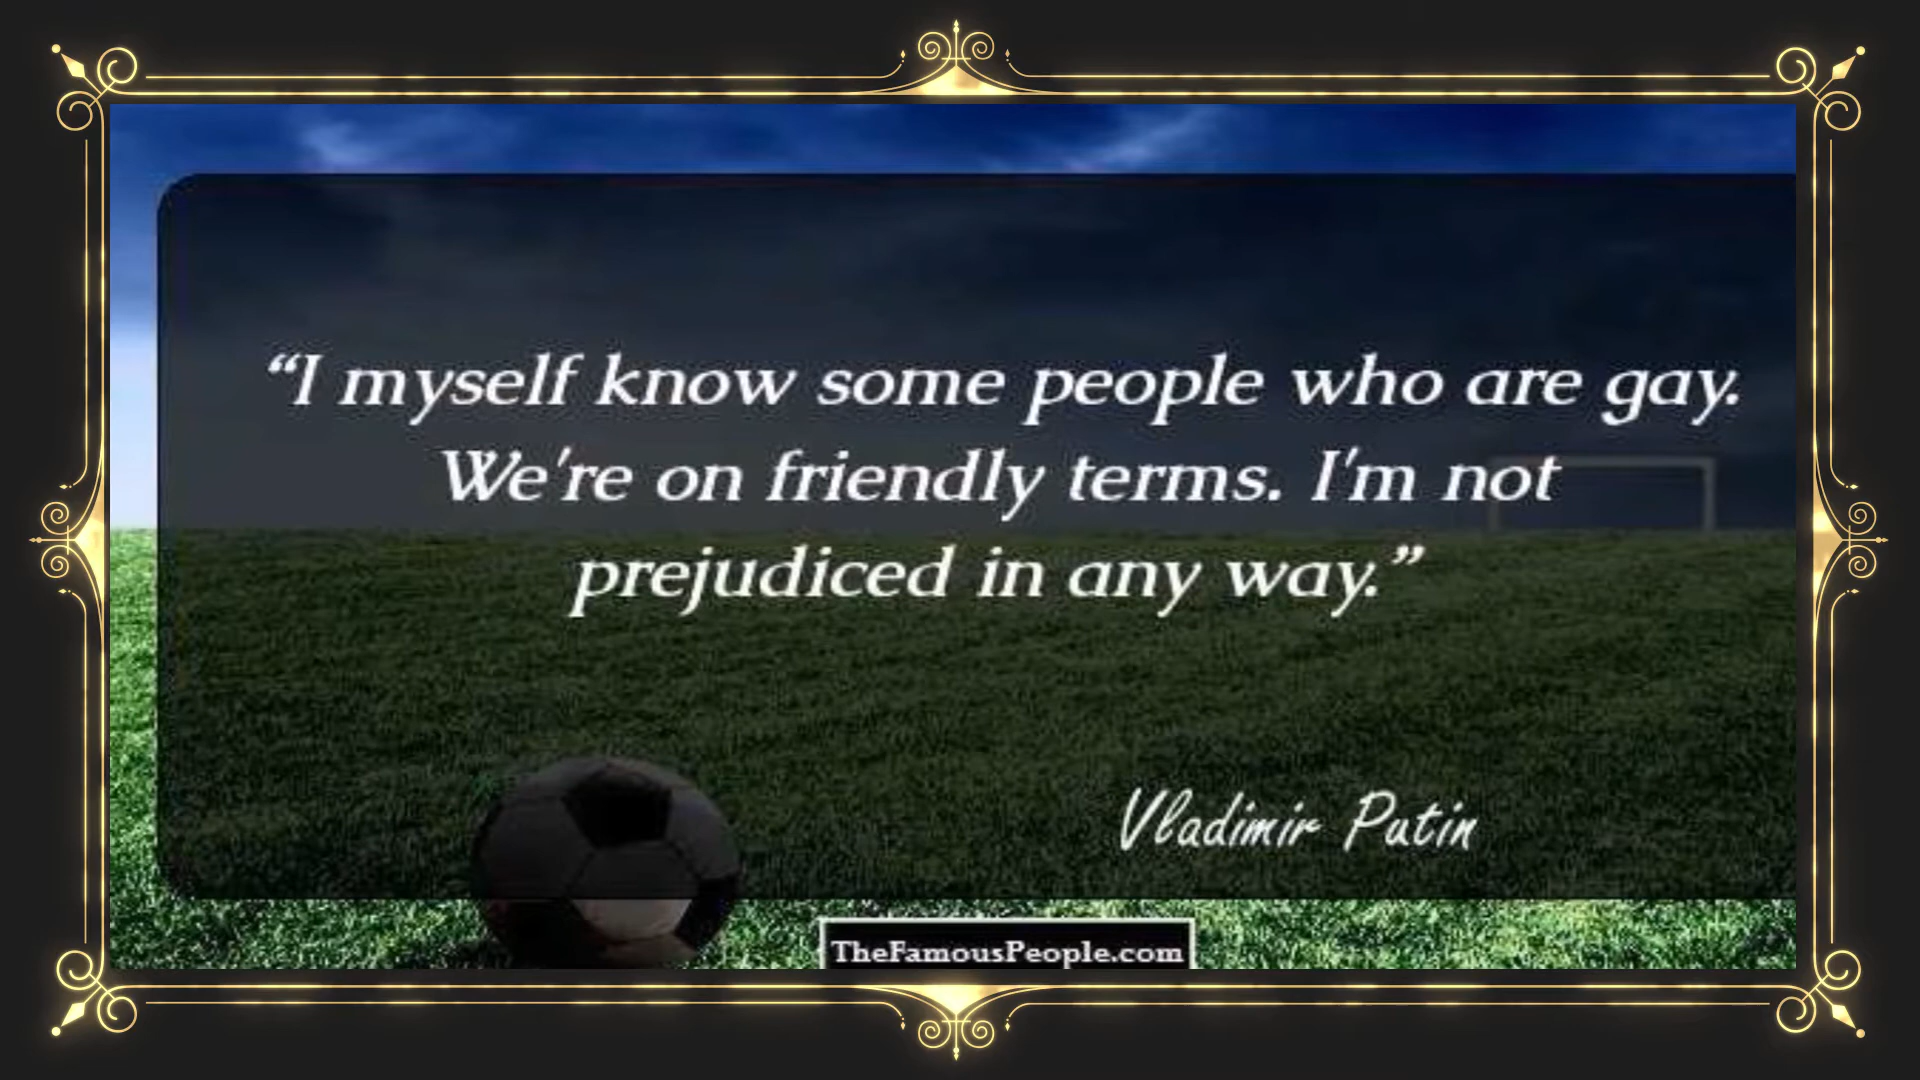 “I myself know some people who are gay.
We're on friendly terms. I'm not
prejudiced in any way.”
Vladimir Putin
TheFamousPeople.com